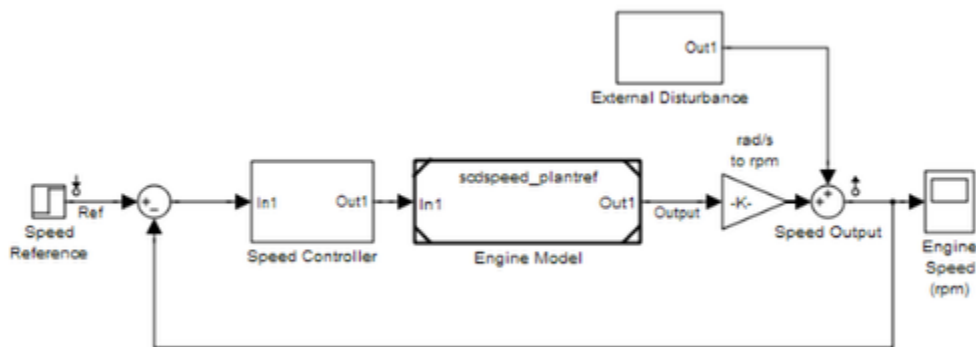 Out1
External Disturbance
rad/s
to rpm
scdspeed_plantref
In1
Out1
In1
Out1
Output
-K-
Ref
Speed
Reference
Speed Controller
Engine Model
Speed Output
Engine
Speed
(rpm)